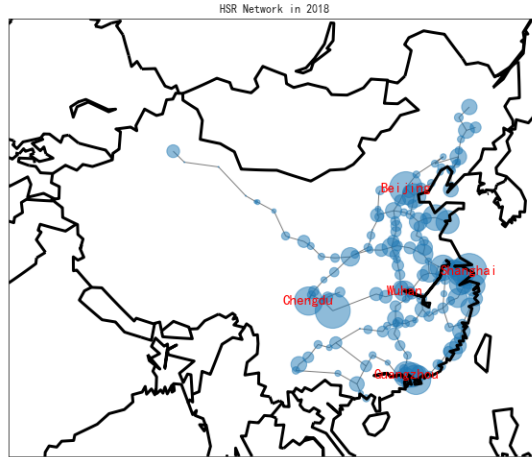 HSR Network in 2018
Beijing
Shanghai
Wuhan
Chengdu
Guangzhou